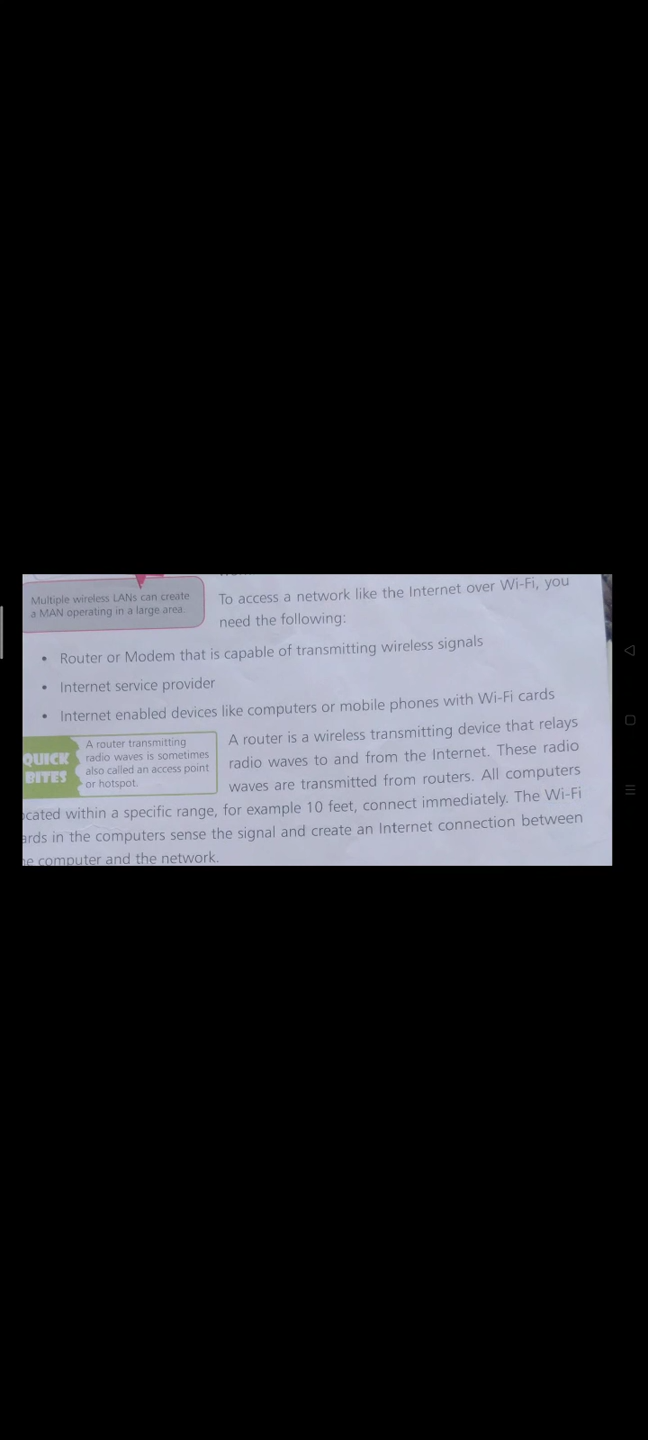 Multiple wireless LANs can create
a MAN operating in a large area.
To access a network like the Internet over Wi-Fi, you
need the following:
• Router or Modem that is capable of transmitting wireless signals
• Internet service provider
• Internet enabled devices like computers or mobile phones with Wi-Fi cards
QUICK
BITES
A router transmitting
radio waves is sometimes
also called an access point
or hotspot.
A router is a wireless transmitting device that relays
radio waves to and from the Internet. These radio
waves are transmitted from routers. All computers
ocated within a specific range, for example 10 feet, connect immediately. The Wi-Fi
ards in the computers sense the signal and create an Internet connection between
e computer and the network.